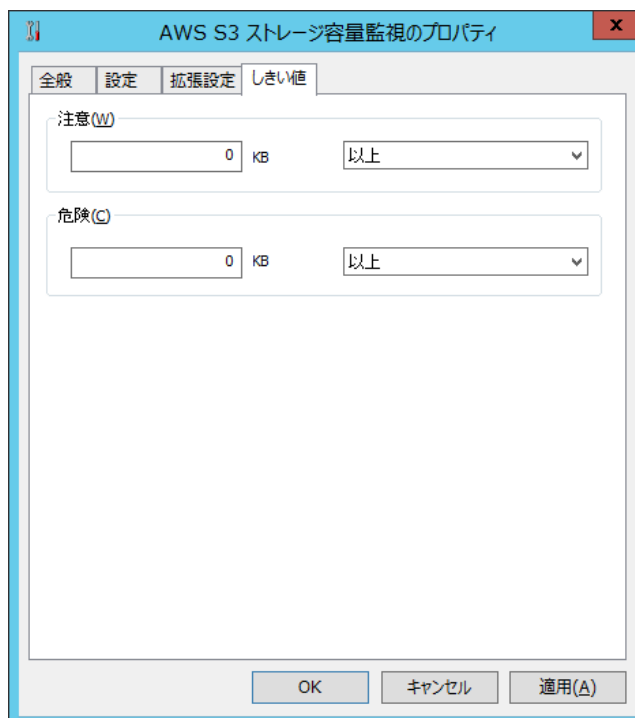 AWS S3 ストレージ容量監視のプロパティ x
全般 設定 拡張設定 しきい値
注意(W)
0 KB 以上
危険(C)
0 KB 以上
OK キャンセル 適用(A)